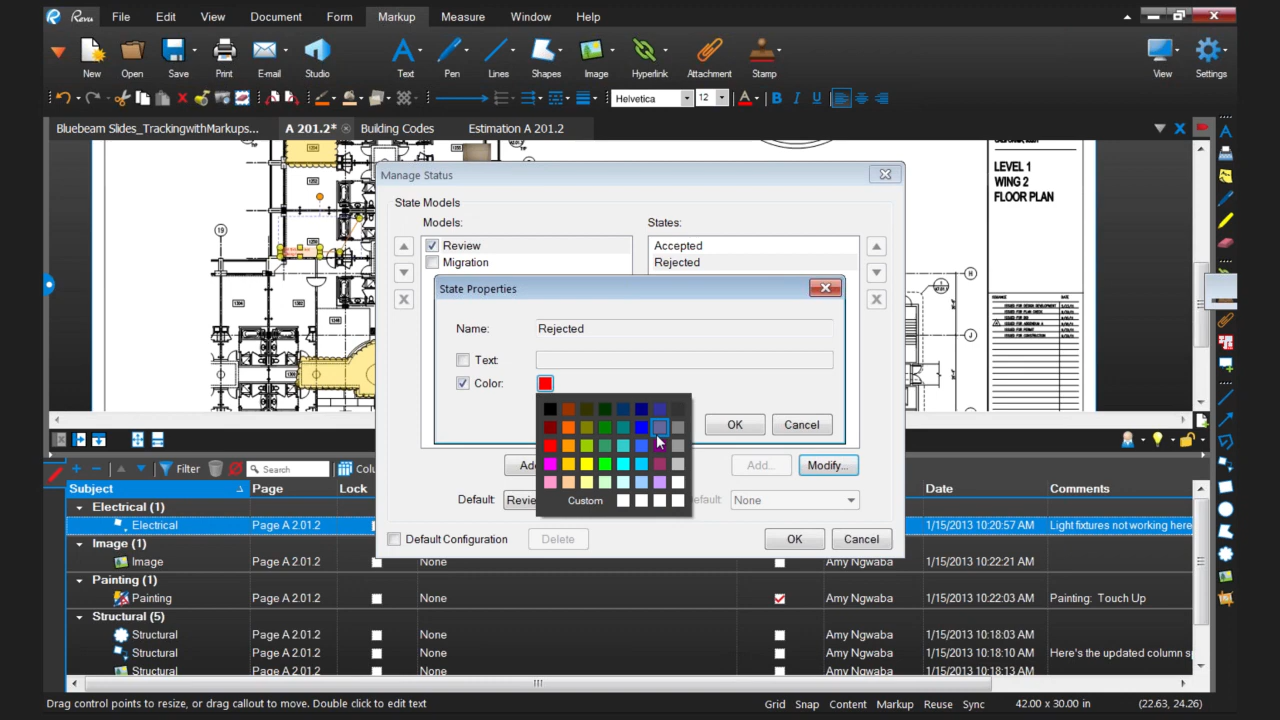 Revu File Edit View Document Form Markup Measure Window Help
New Open Save Print E-mail Studio Text Pen Lines Shapes Image Hyperlink Attachment Stamp View Settings
Helvetica 12 A B I U
Bluebeam Slides_TrackingwithMarkups... A 201.2* Building Codes Estimation A 201.2
LEVEL 1
WING 2
FLOOR PLAN
19
H
J
Manage Status
State Models
Models: States:
Review Accepted
Migration Rejected
State Properties
Name: Rejected
Text:
Color:
OK Cancel
Custom
Add... Modify...
Default: None
Default Configuration Delete OK Cancel
Filter Search
Subject Page Lock Date Comments
Electrical (1)
Electrical Page A 2.01.2 1/15/2013 10:20:57 AM Light fixtures not working here
Image (1)
Image Page A 2.01.2 None Amy Ngwaba 1/15/2013 10:22:21 AM
Painting (1)
Painting Page A 2.01.2 None Amy Ngwaba 1/15/2013 10:22:03 AM Painting: Touch Up
Structural (5)
Structural Page A 2.01.2 None Amy Ngwaba 1/15/2013 10:18:03 AM
Structural Page A 2.01.2 None Amy Ngwaba 1/15/2013 10:18:10 AM Here's the updated column s
Structural Page A 2.01.2 None Amy Ngwaba 1/15/2013 10:18:13 AM
Drag control points to resize, or drag callout to move. Double click to edit text Grid Snap Content Markup Reuse Sync 42.00 x 30.00 in (22.63, 24.26)